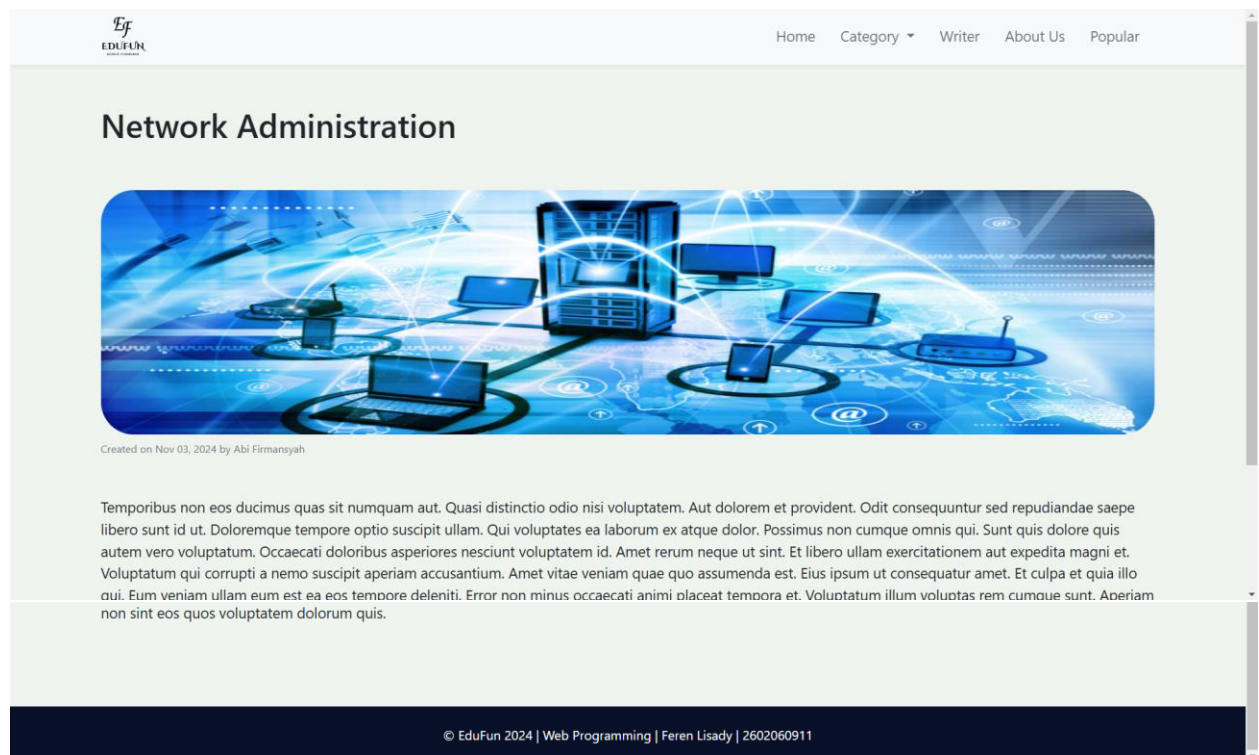 EF
EDUFUN
Home Category Writer About Us Popular
Network Administration
Created on Nov 03, 2024 by Abi Firmansyah
Temporibus non eos ducimus quas sit numquam aut. Quasi distinctio odio nisi voluptatem. Aut dolorem et provident. Odit consequuntur sed repudiandae saepe
libero sunt id ut. Doloremque tempore optio suscipit ullam. Qui voluptates ea laborum ex atque dolor. Possimus non cumque omnis qui. Sunt quis dolore quis
autem vero voluptatum. Occaecati doloribus asperiores nesciunt voluptatem id. Amet rerum neque ut sint. Et libero ullam exercitationem aut expedita magni et.
Voluptatum qui corrupti a nemo suscipit aperiam accusantium. Amet vitae veniam quae quo assumenda est. Eius ipsum ut consequatur amet. Et culpa et quia illo
qui. Eum veniam ullam eum est ea eos tempore deleniti. Error non minus occaecati animi placeat tempora et. Voluptatum illum voluptas rem cumque sunt. Aperiam
non sint eos quos voluptatem dolorum quis.
© EduFun 2024 | Web Programming | Feren Lisady | 2602060911